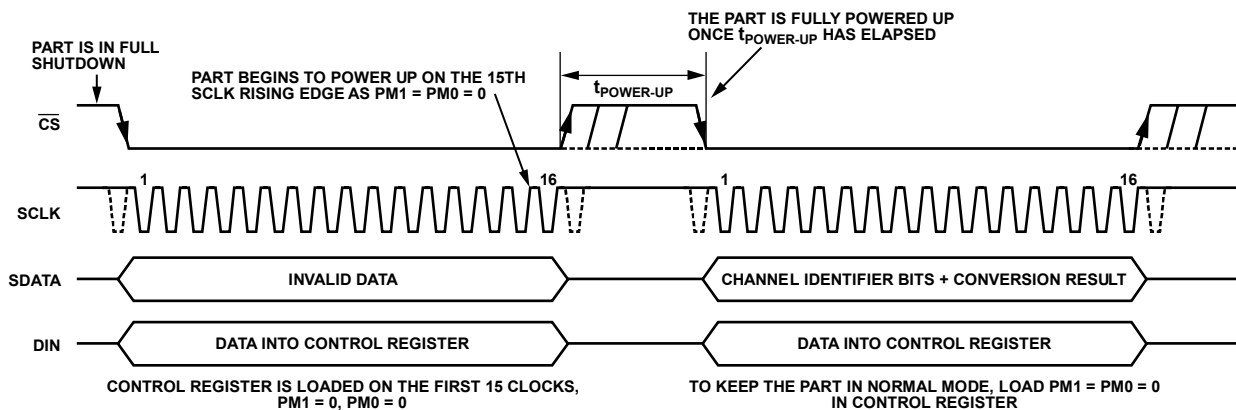 THE PART IS FULLY POWERED UP
ONCE tPOWER-UP HAS ELAPSED
PART IS IN FULL
SHUTDOWN
PART BEGINS TO POWER UP ON THE 15TH
SCLK RISING EDGE AS PM1 = PM0 = 0
tPOWER-UP
CS
1
16
1
16
SCLK
SDATA
INVALID DATA
CHANNEL IDENTIFIER BITS + CONVERSION RESULT
DIN
DATA INTO CONTROL REGISTER
DATA INTO CONTROL REGISTER
CONTROL REGISTER IS LOADED ON THE FIRST 15 CLOCKS,
PM1 = 0, PM0 = 0
TO KEEP THE PART IN NORMAL MODE, LOAD PM1 = PM0 = 0
IN CONTROL REGISTER